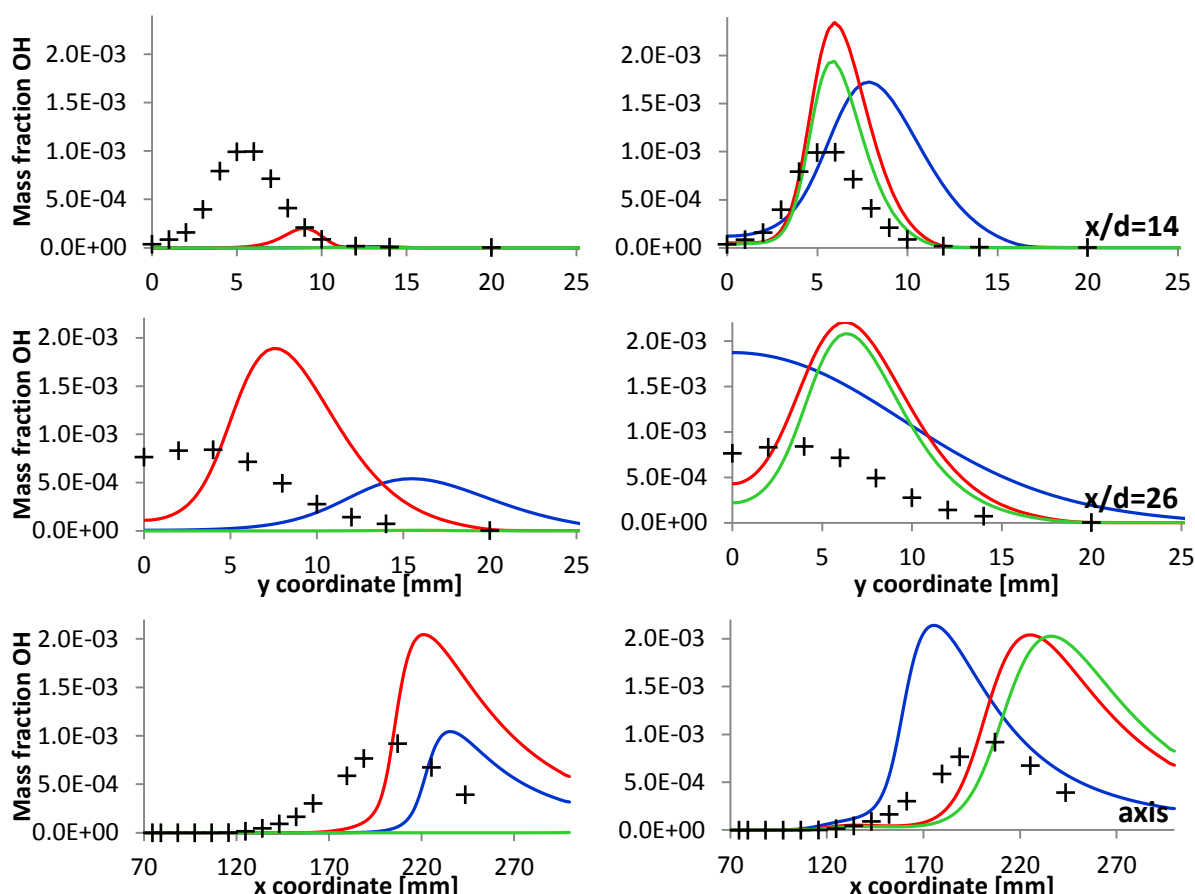 Mass fraction OH
2.0E-03
1.5E-03
1.0E-03
5.0E-04
0.0E+00
0 5 10 15 20 25
2.0E-03
1.5E-03
1.0E-03
5.0E-04
0.0E+00
x/d=14
0 5 10 15 20 25
Mass fraction OH
2.0E-03
1.5E-03
1.0E-03
5.0E-04
0.0E+00
0 5 10 15 20 25
y coordinate [mm]
2.0E-03
1.5E-03
1.0E-03
5.0E-04
0.0E+00
x/d=26
0 5 10 15 20 25
y coordinate [mm]
Mass fraction OH
2.0E-03
1.5E-03
1.0E-03
5.0E-04
0.0E+00
70 120 170 220 270
x coordinate [mm]
2.0E-03
1.5E-03
1.0E-03
5.0E-04
0.0E+00
axis
70 120 170 220 270
x coordinate [mm]